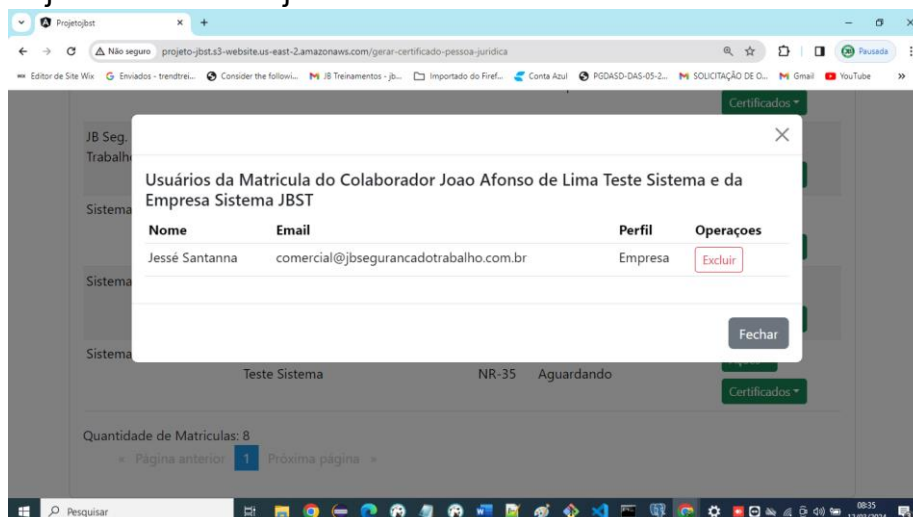 Projetojbst
Não seguro projeto-jbst.s3-website.us-east-2.amazonaws.com/gerar-certificado-pessoa-juridica
Pausada
Editor de Site Wix Enviados - trendtrei... Consider the followi... JB Treinamentos - jb... Importado do Firef... Conta Azul PGDASD-DAS-05-2... SOLICITAÇÃO DE O... Gmail YouTube »
Certificados
JB Seg.
Trabalho
Usuários da Matricula do Colaborador Joao Afonso de Lima Teste Sistema e da
Empresa Sistema JBST
Sistema
Nome Email Perfil Operaçoes
Jessé Santanna comercial@jbsegurancadotrabalho.com.br Empresa Excluir
Sistema
Fechar
Sistema
Teste Sistema NR-35 Aguardando
Certificados
Quantidade de Matriculas: 8
« Página anterior 1 Próxima página »
Pesquisar
08:35